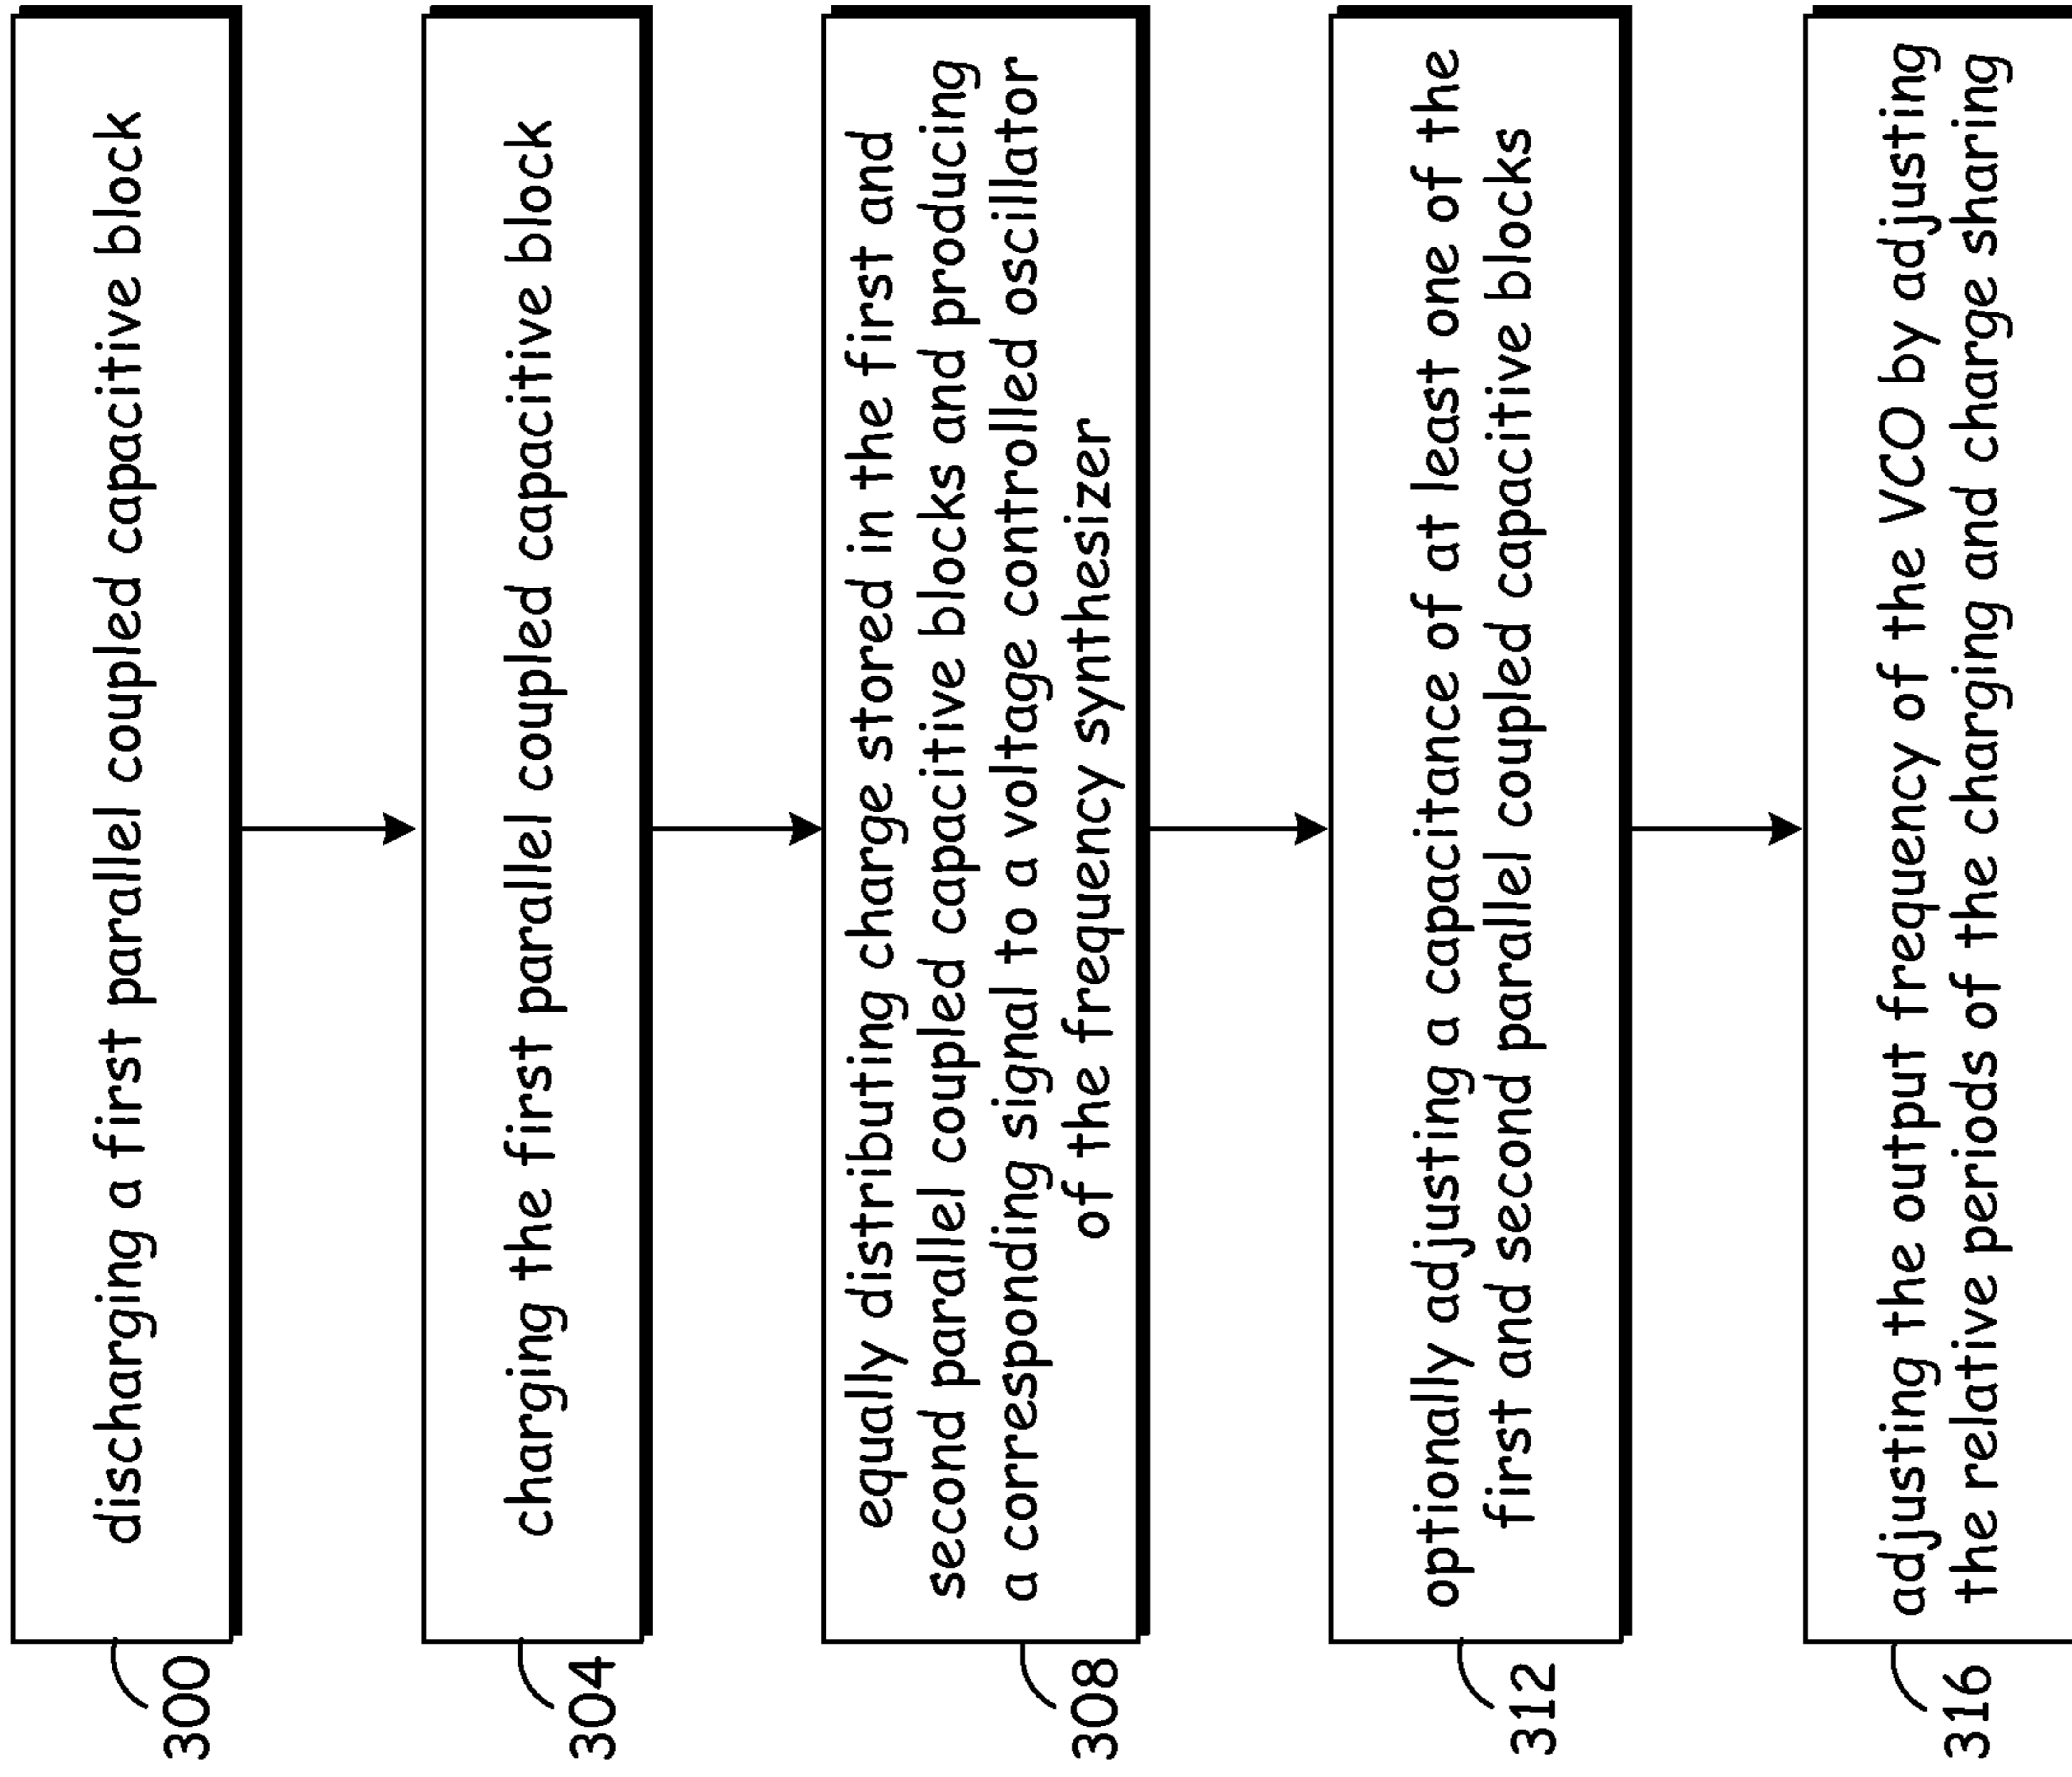 discharging a first parallel coupled capacitive block
300
charging the first parallel coupled capacitive block
304
equally distributing charge stored in the first and
second parallel coupled capacitive blocks and producing
a corresponding signal to a voltage controlled oscillator
of the frequency synthesizer
308
optionally adjusting a capacitance of at least one of the
first and second parallel coupled capacitive blocks
312
adjusting the output frequency of the VCO by adjusting
the relative periods of the charging and charge sharing
316